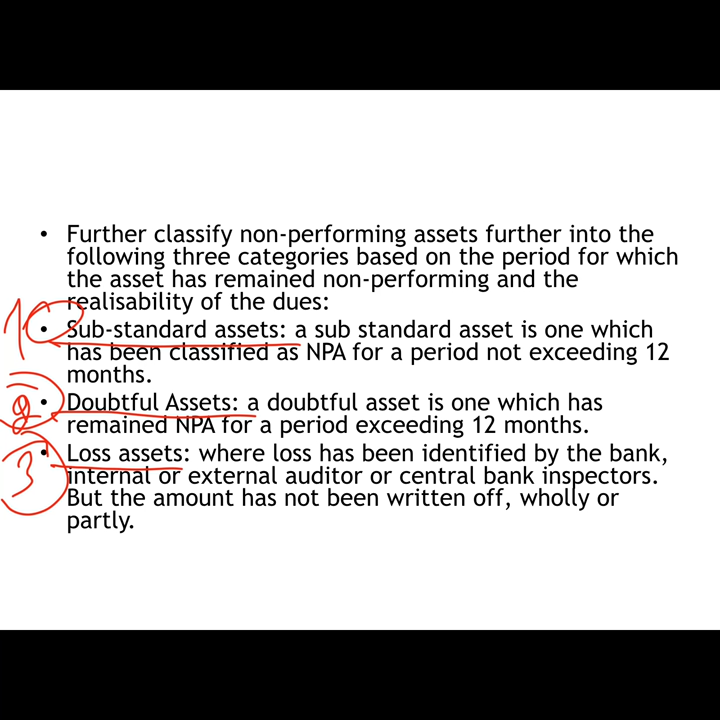 • Further classify non-performing assets further into the
following three categories based on the period for which
the asset has remained non-performing and the
realisability of the dues:
1 • Sub-standard assets: a sub standard asset is one which
has been classified as NPA for a period not exceeding 12
months.
2 • Doubtful Assets: a doubtful asset is one which has
remained NPA for a period exceeding 12 months.
3 • Loss assets: where loss has been identified by the bank,
internal or external auditor or central bank inspectors.
But the amount has not been written off, wholly or
partly.